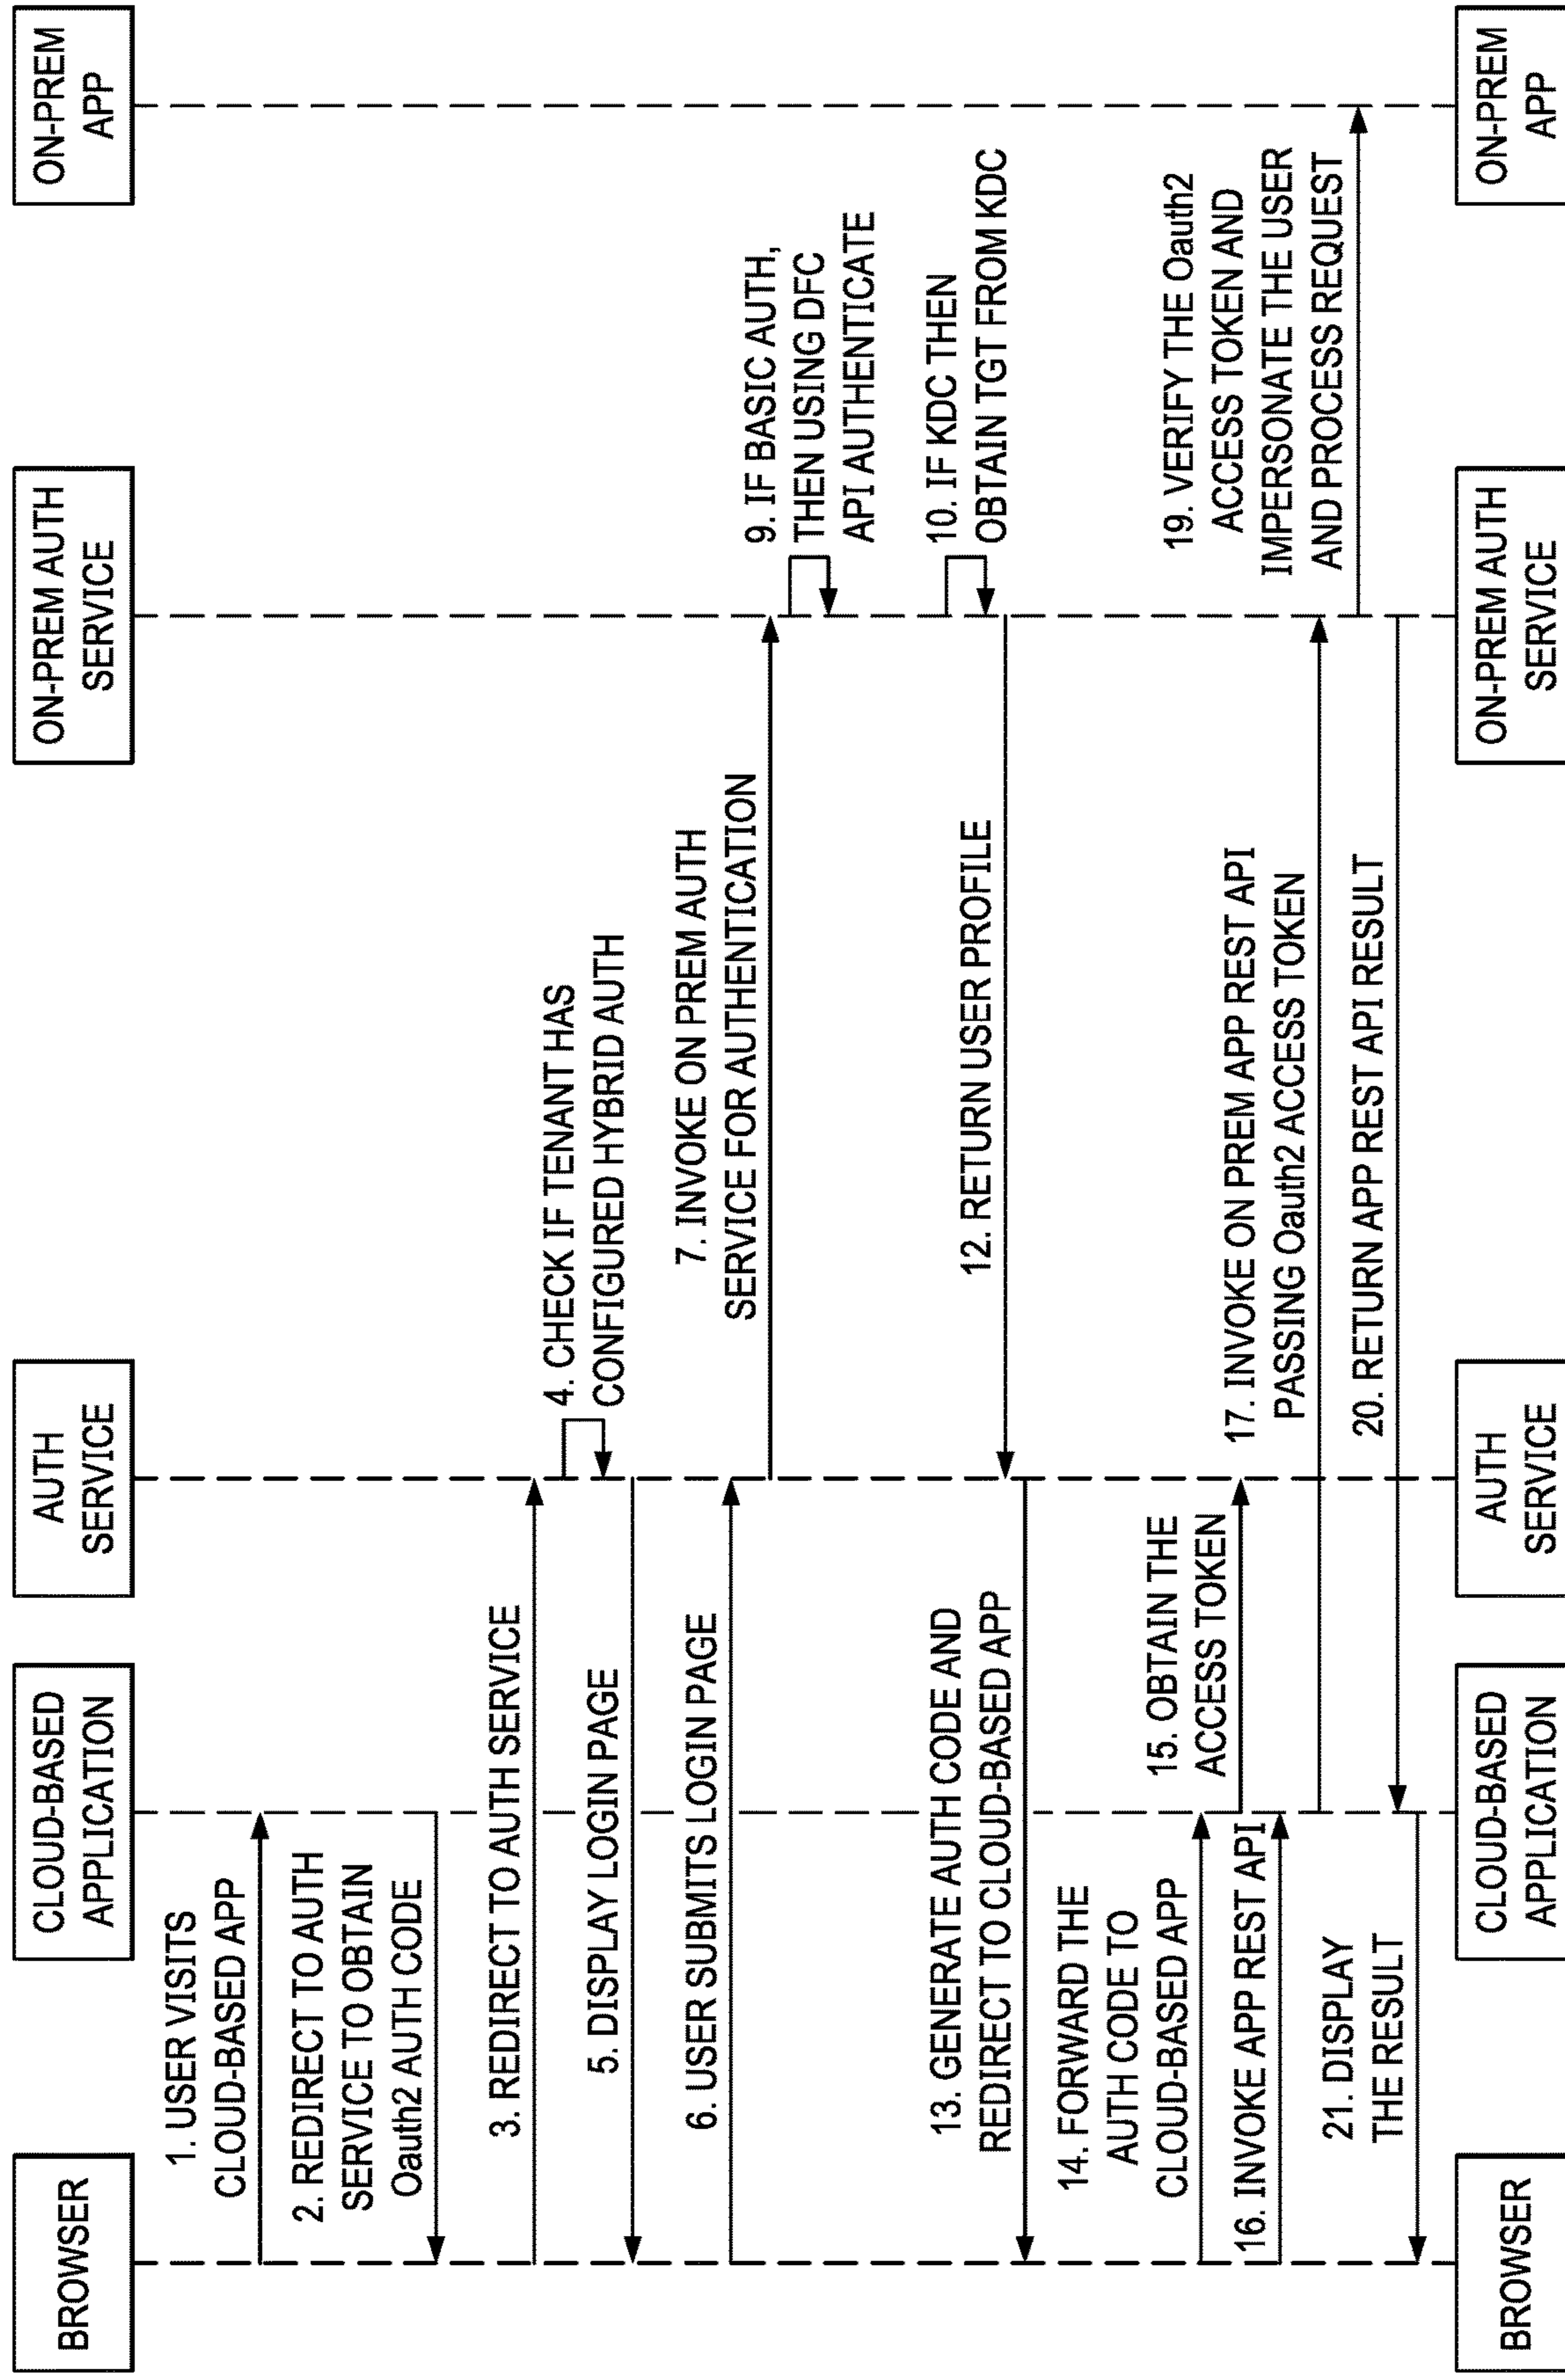 BROWSER
CLOUD-BASED
APPLICATION
AUTH
SERVICE
ON-PREM AUTH
SERVICE
ON-PREM
APP
1. USER VISITS
CLOUD-BASED APP
2. REDIRECT TO AUTH
SERVICE TO OBTAIN
Oauth2 AUTH CODE
3. REDIRECT TO AUTH SERVICE
4. CHECK IF TENANT HAS
CONFIGURED HYBRID AUTH
5. DISPLAY LOGIN PAGE
6. USER SUBMITS LOGIN PAGE
7. INVOKE ON PREM AUTH
SERVICE FOR AUTHENTICATION
9. IF BASIC AUTH,
THEN USING DFC
API AUTHENTICATE
10. IF KDC THEN
OBTAIN TGT FROM KDC
12. RETURN USER PROFILE
13. GENERATE AUTH CODE AND
REDIRECT TO CLOUD-BASED APP
14. FORWARD THE
AUTH CODE TO
CLOUD-BASED APP
15. OBTAIN THE
ACCESS TOKEN
16. INVOKE APP REST API
17. INVOKE ON PREM APP REST API
PASSING Oauth2 ACCESS TOKEN
19. VERIFY THE Oauth2
ACCESS TOKEN AND
IMPERSONATE THE USER
AND PROCESS REQUEST
20. RETURN APP REST API RESULT
21. DISPLAY
THE RESULT
BROWSER
CLOUD-BASED
APPLICATION
AUTH
SERVICE
ON-PREM AUTH
SERVICE
ON-PREM
APP